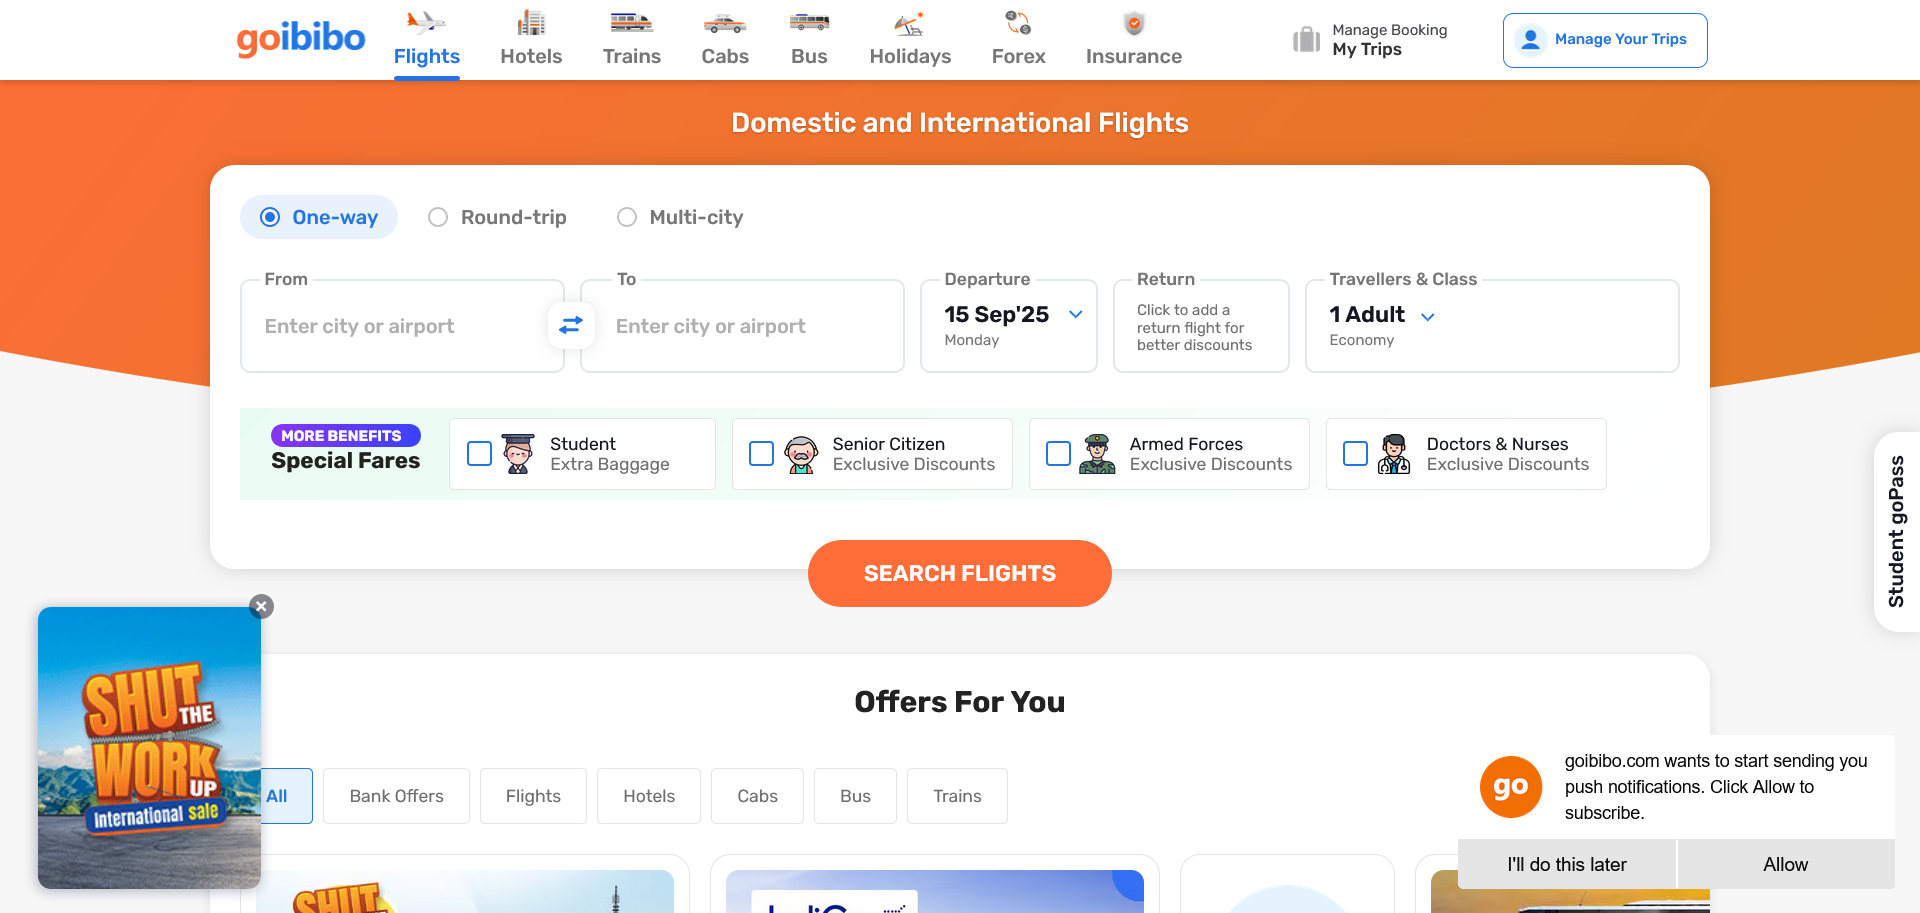 goibibo
Flights
Hotels
Trains
Cabs
Bus
Holidays
Forex
Insurance
Manage Booking
My Trips
Manage Your Trips
Domestic and International Flights
One-way
Round-trip
Multi-city
From
Enter city or airport
To
Enter city or airport
Departure
15 Sep'25
Monday
Return
Click to add a
return flight for
better discounts
Travellers & Class
1 Adult
Economy
MORE BENEFITS
Special Fares
Student
Extra Baggage
Senior Citizen
Exclusive Discounts
Armed Forces
Exclusive Discounts
Doctors & Nurses
Exclusive Discounts
SEARCH FLIGHTS
Student goPass
SHUT
THE
WORK
UP
International sale
Offers For You
All
Bank Offers
Flights
Hotels
Cabs
Bus
Trains
go
goibibo.com wants to start sending you
push notifications. Click Allow to
subscribe.
I'll do this later
Allow
SHUT